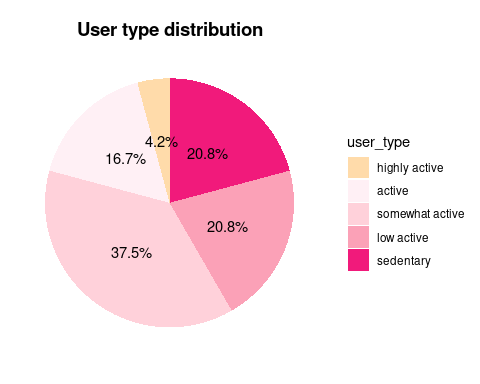 User type distribution
4.2%
16.7%
20.8%
20.8%
37.5%
user_type
highly active
active
somewhat active
low active
sedentary